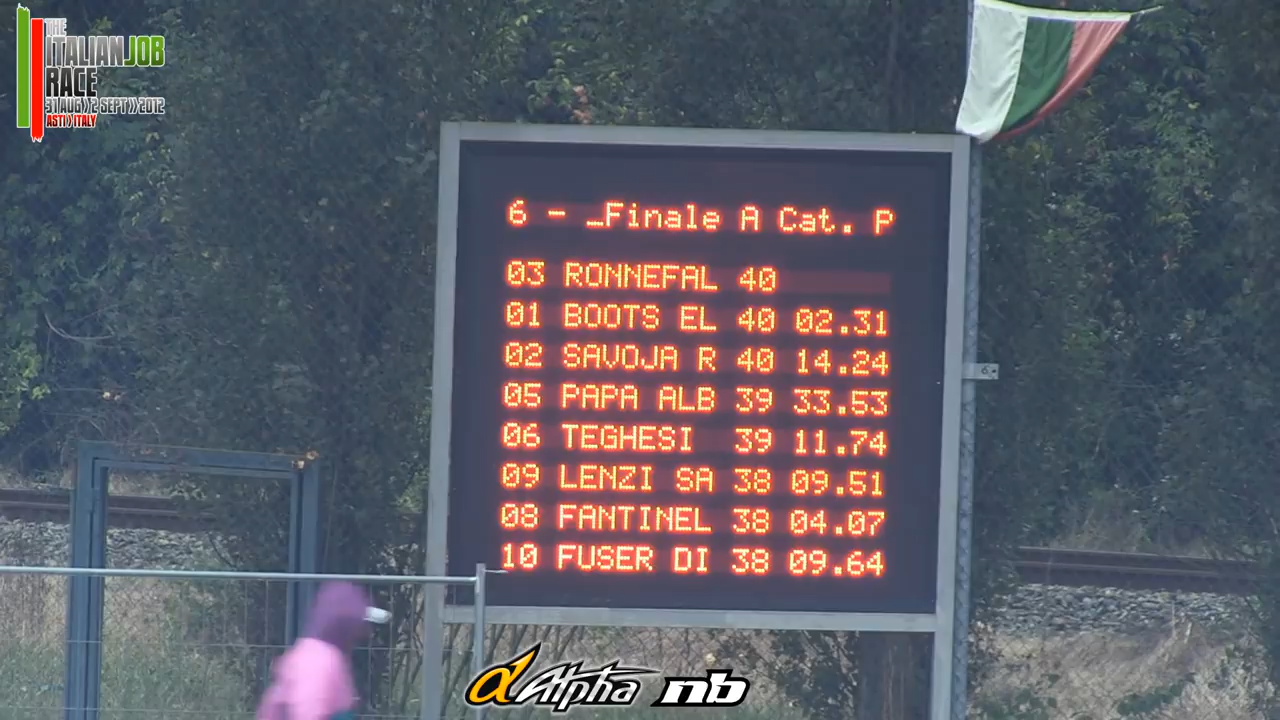 THE
ITALIANJOB
RACE
31 AUG > 2 SEPT >> 2012
ASTI > ITALY
6 - _Finale A Cat. P
03 RONNEFAL 40
01 BOOTS EL 40 02.31
02 SAVOJA R 40 14.24
05 PAPA ALB 39 33.53
06 TEGHESI 39 11.74
09 LENZI SA 38 09.51
08 FANTINEL 38 04.07
10 FUSER DI 38 09.64
6
Alpha nb